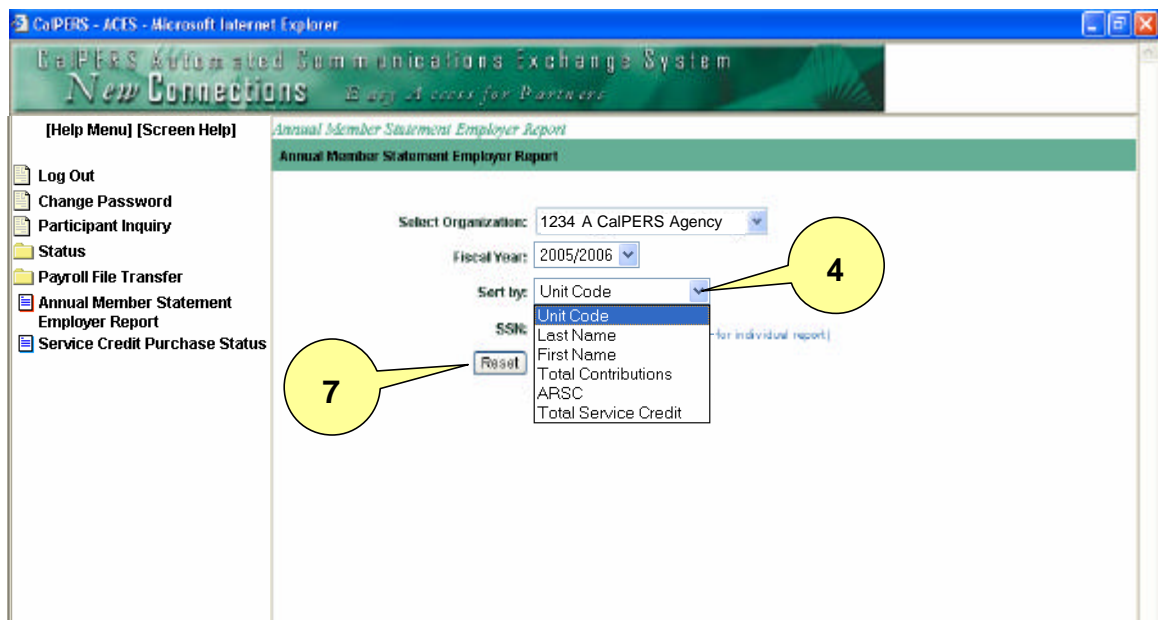 CalPERS - ACES - Microsoft Internet Explorer
CalPERS Automated Communications Exchange System
New Connections Easy Access for Partners
[Help Menu] [Screen Help]
Log Out
Change Password
Participant Inquiry
Status
Payroll File Transfer
Annual Member Statement
Employer Report
Service Credit Purchase Status
Annual Member Statement Employer Report
Annual Member Statement Employer Report
Select Organization: 1234 A CalPERS Agency
Fiscal Year: 2005/2006
Sort by: Unit Code
4
Unit Code
Last Name
First Name
Total Contributions
ARSC
Total Service Credit
SSN: for individual report)
Reset
7